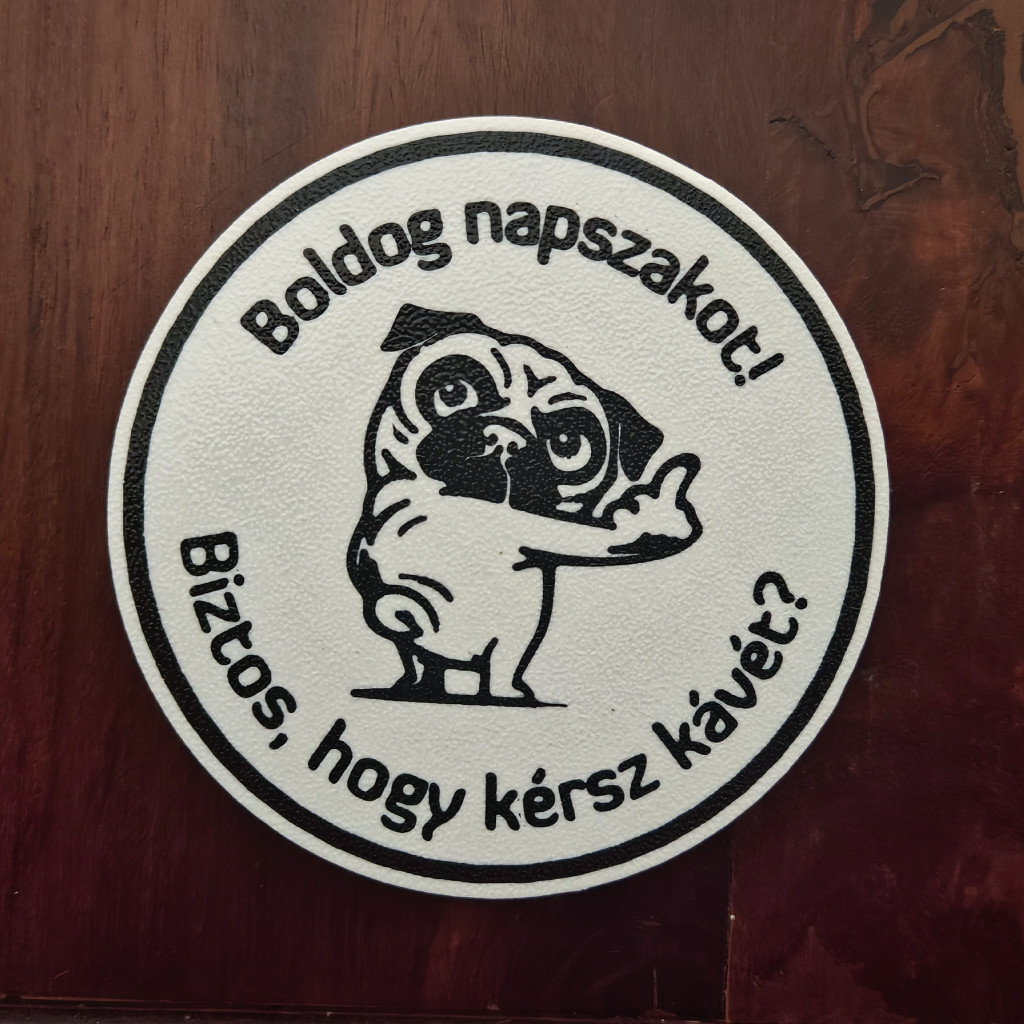 Boldog napszakot!
Biztos, hogy kérsz kávét?